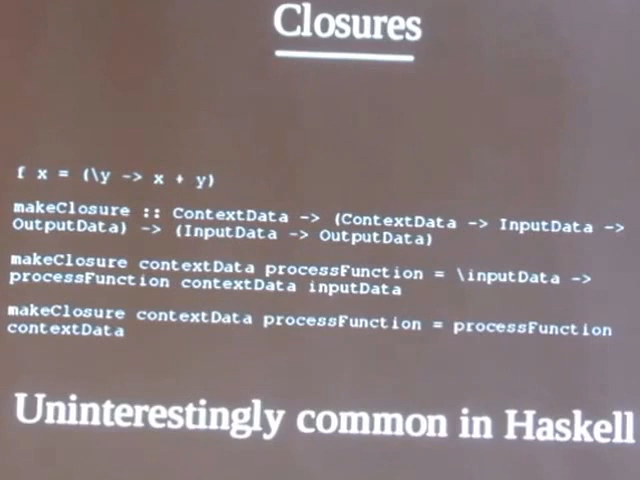 Closures
f x = (\y -> x + y)
makeClosure :: ContextData -> (ContextData -> InputData ->
OutputData) -> (InputData -> OutputData)
makeClosure contextData processFunction = \inputData ->
processFunction contextData inputData
makeClosure contextData processFunction = processFunction
contextData
Uninterestingly common in Haskell